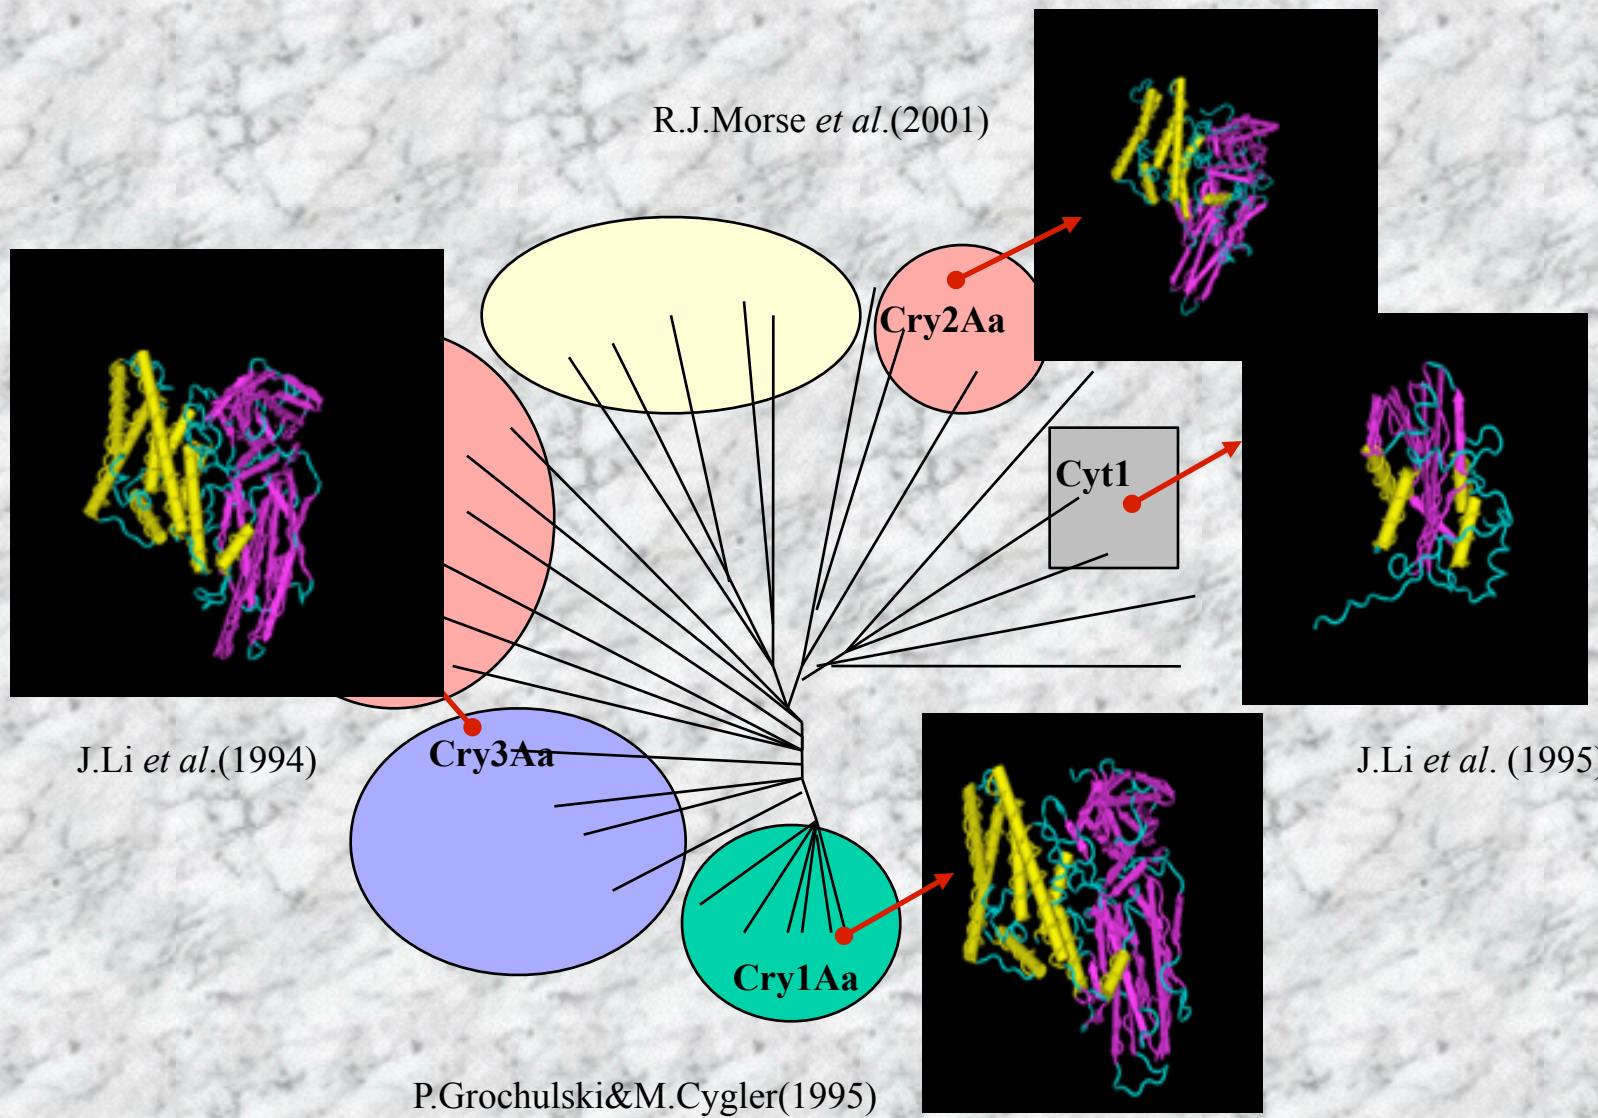 R.J.Morse et al.(2001)
Cry2Aa
Cyt1
J.Li et al.(1994)
Cry3Aa
J.Li et al. (1995)
Cry1Aa
P.Grochulski&M.Cygler(1995)